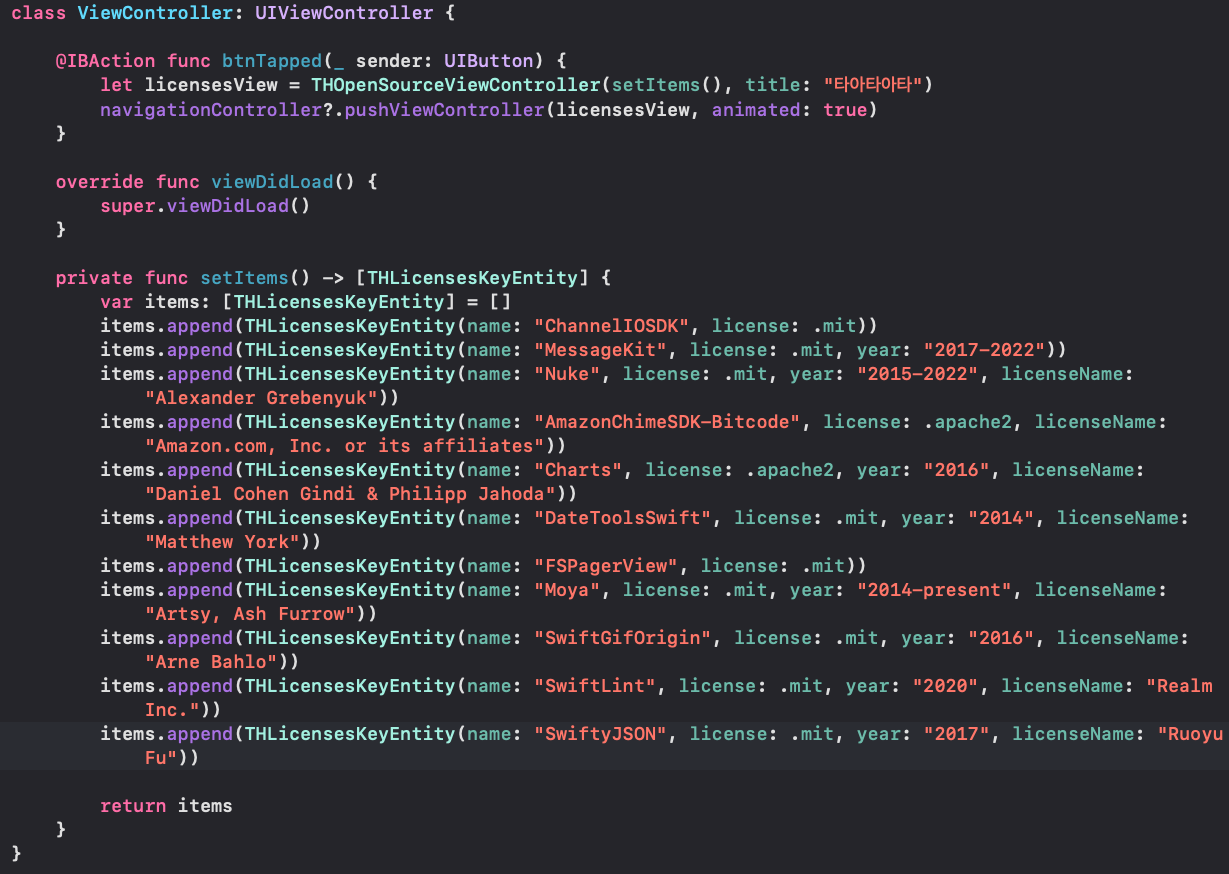 class ViewController: UIViewController {
@IBAction func btnTapped(_ sender: UIButton) {
let licensesView = THOpenSourceViewController(setItems(), title: "타아타아타")
navigationController?.pushViewController(licensesView, animated: true)
}
override func viewDidLoad() {
super.viewDidLoad()
}
private func setItems() -> [THLicensesKeyEntity] {
var items: [THLicensesKeyEntity] = []
items.append(THLicensesKeyEntity(name: "ChannelIOSDK", license: .mit))
items.append(THLicensesKeyEntity(name: "MessageKit", license: .mit, year: "2017-2022"))
items.append(THLicensesKeyEntity(name: "Nuke", license: .mit, year: "2015-2022", licenseName:
"Alexander Grebenyuk"))
items.append(THLicensesKeyEntity(name: "AmazonChimeSDK-Bitcode", license: .apache2, licenseName:
"Amazon.com, Inc. or its affiliates"))
items.append(THLicensesKeyEntity(name: "Charts", license: .apache2, year: "2016", licenseName:
"Daniel Cohen Gindi & Philipp Jahoda"))
items.append(THLicensesKeyEntity(name: "DateToolsSwift", license: .mit, year: "2014", licenseName:
"Matthew York"))
items.append(THLicensesKeyEntity(name: "FSPagerView", license: .mit))
items.append(THLicensesKeyEntity(name: "Moya", license: .mit, year: "2014-present", licenseName:
"Artsy, Ash Furrow"))
items.append(THLicensesKeyEntity(name: "SwiftGifOrigin", license: .mit, year: "2016", licenseName:
"Arne Bahlo"))
items.append(THLicensesKeyEntity(name: "SwiftLint", license: .mit, year: "2020", licenseName: "Realm
Inc."))
items.append(THLicensesKeyEntity(name: "SwiftyJSON", license: .mit, year: "2017", licenseName: "Ruoyu
Fu"))
return items
}
}